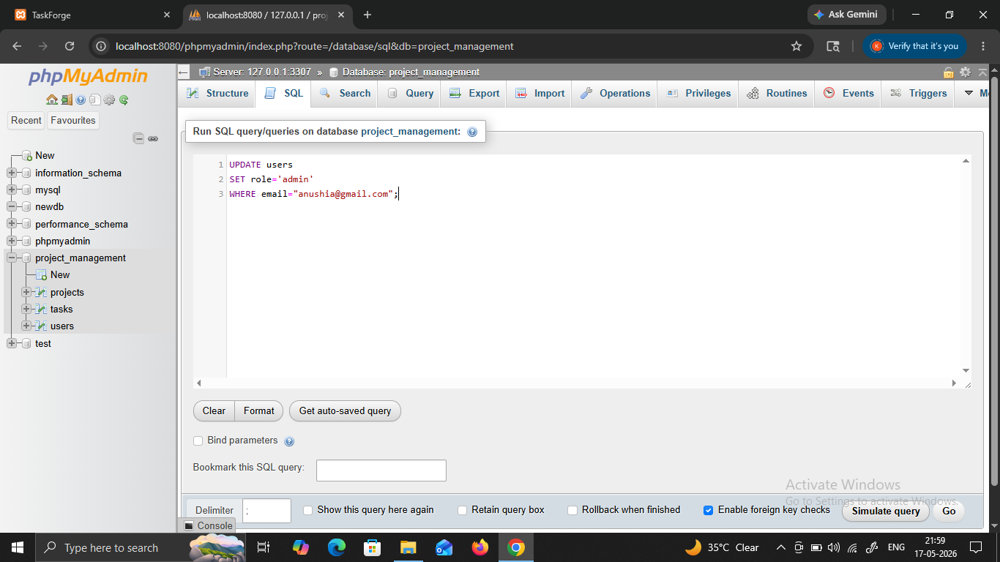 TaskForge
localhost:8080 / 127.0.0.1 / proj
Ask Gemini
localhost:8080/phpmyadmin/index.php?route=/database/sql&db=project_management
Verify that it's you
phpMyAdmin
Recent
Favourites
New
information_schema
mysql
newdb
performance_schema
phpmyadmin
project_management
New
projects
tasks
users
test
Server: 127.0.0.1:3307 » Database: project_management
Structure
SQL
Search
Query
Export
Import
Operations
Privileges
Routines
Events
Triggers
Run SQL query/queries on database project_management:
1 UPDATE users
2 SET role='admin'
3 WHERE email="anushia@gmail.com";
Clear
Format
Get auto-saved query
Bind parameters
Bookmark this SQL query:
Activate Windows
Go to Settings to activate Windows.
Delimiter
;
Show this query here again
Retain query box
Rollback when finished
Enable foreign key checks
Simulate query
Go
Console
Type here to search
35°C Clear
ENG
21:59
17-05-2026